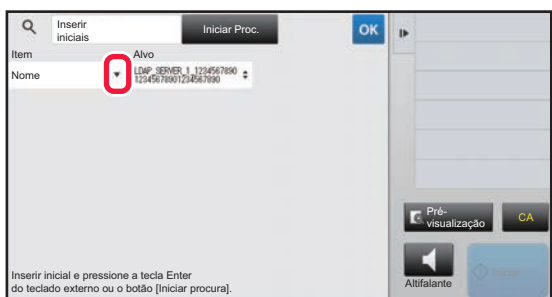 Inserir
iniciais
Iniciar Proc.
OK
Item
Alvo
Nome
LDAP_SERVER_1_1234567890
12345678901234567890
Pré-
visualização
CA
Altifalante
Inserir inicial e pressione a tecla Enter
do teclado externo ou o botão [Iniciar procura].